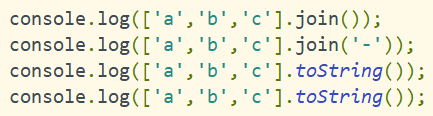 console.log(['a','b','c'].join());
console.log(['a','b','c'].join('-'));
console.log(['a','b','c'].toString());
console.log(['a','b','c'].toString());